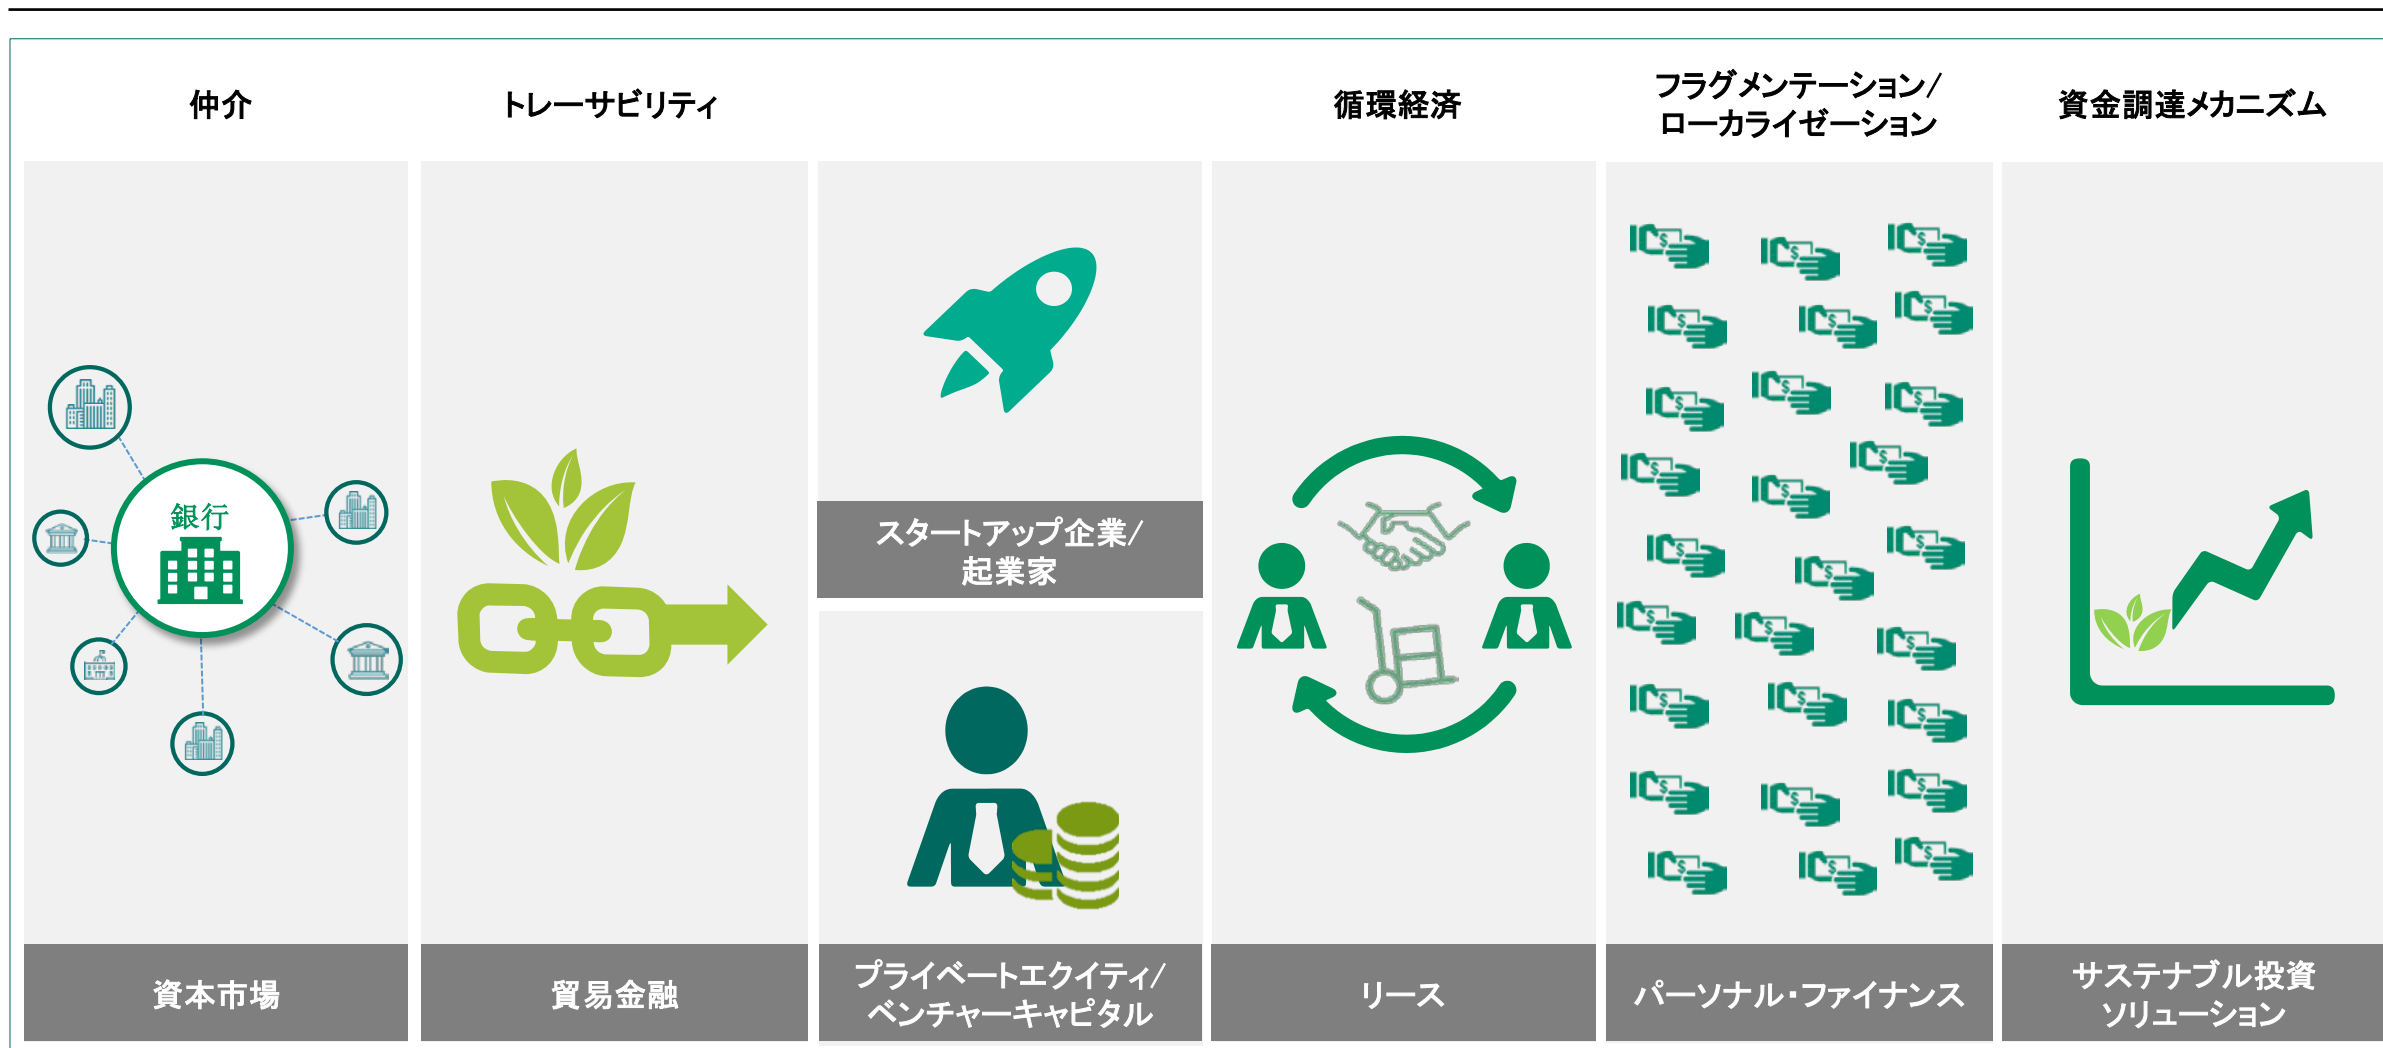 仲介
トレーサビリティ
循環経済
フラグメンテーション/
ローカライゼーション
資金調達メカニズム
銀行
スタートアップ企業/
起業家
資本市場
貿易金融
プライベートエクイティ/
ベンチャーキャピタル
リース
パーソナル・ファイナンス
サステナブル投資
ソリューション